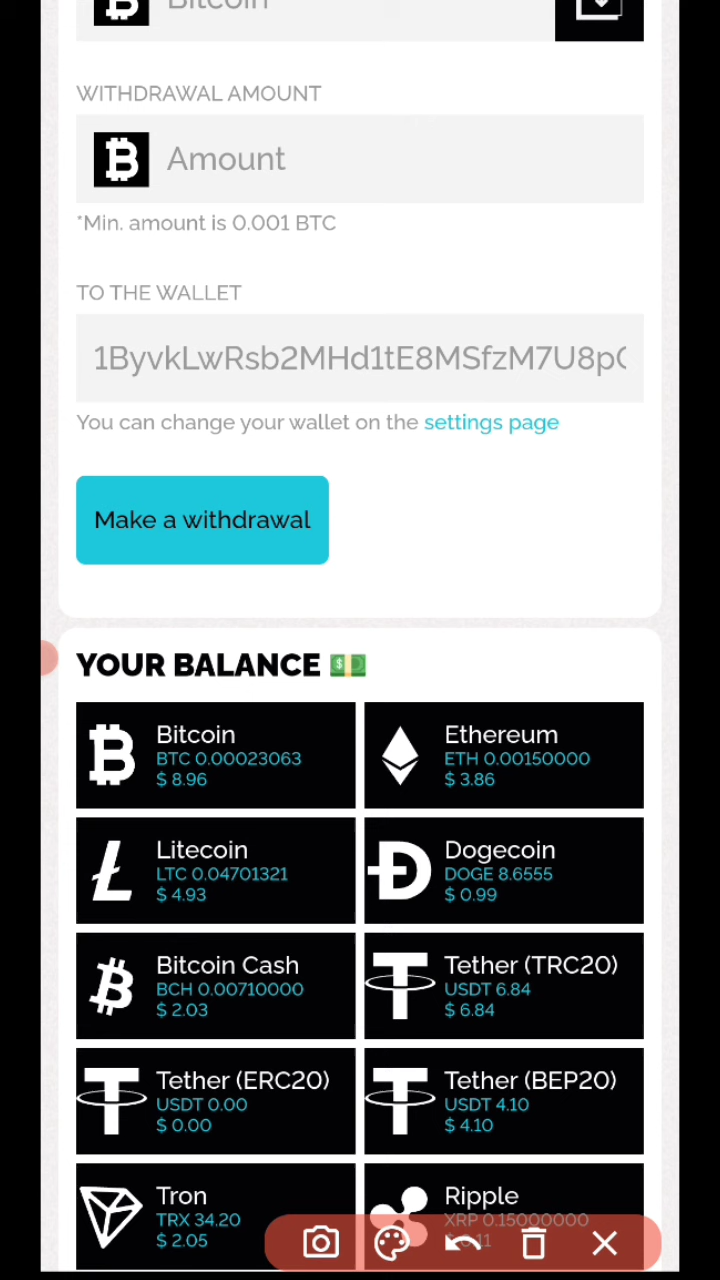 Bitcoin
WITHDRAWAL AMOUNT
Amount
*Min. amount is 0.001 BTC
TO THE WALLET
1ByvkLwRsb2MHd1tE8MSfzM7U8p
You can change your wallet on the settings page
Make a withdrawal
YOUR BALANCE 💵
Bitcoin
BTC 0.00023063
$ 8.96
Ethereum
ETH 0.00150000
$ 3.86
Litecoin
LTC 0.04701321
$ 4.93
Dogecoin
DOGE 8.6555
$ 0.99
Bitcoin Cash
BCH 0.00710000
$ 2.03
Tether (TRC20)
USDT 6.84
$ 6.84
Tether (ERC20)
USDT 0.00
$ 0.00
Tether (BEP20)
USDT 4.10
$ 4.10
Tron
TRX 34.20
$ 2.05
Ripple
XRP 0.15000000